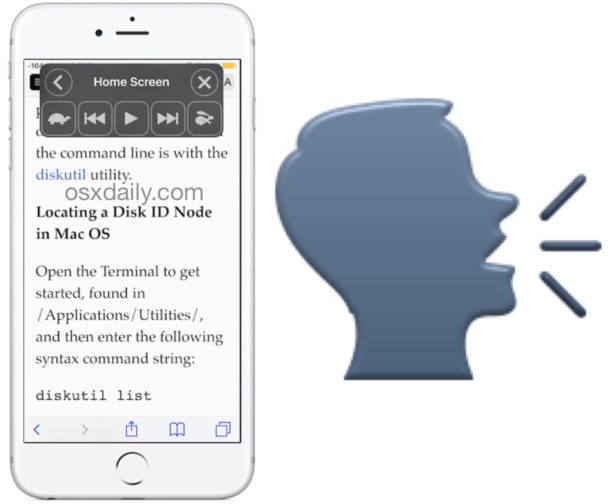 -104
Home Screen
A
the command line is with the
diskutil utility.
osxdaily.com
Locating a Disk ID Node
in Mac OS
Open the Terminal to get
started, found in
/Applications/Utilities/,
and then enter the following
syntax command string:
diskutil list